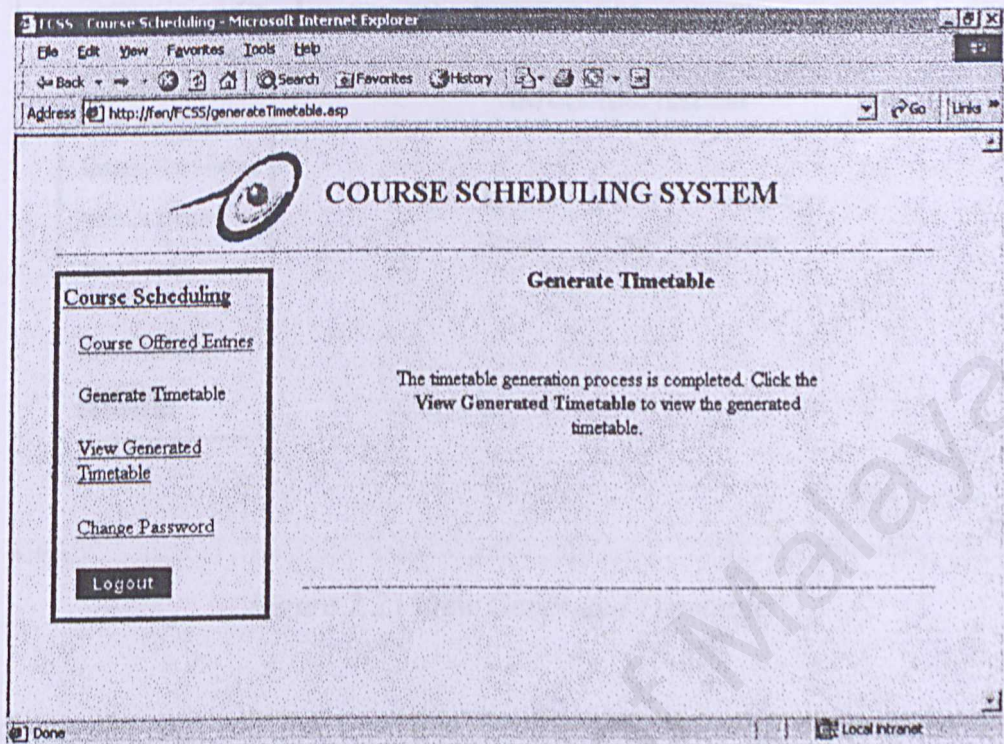 FCSS - Course Scheduling - Microsoft Internet Explorer
File Edit View Favorites Tools Help
Back Search Favorites History
Address http://fen/FCSS/generateTimetable.asp Go Links »
COURSE SCHEDULING SYSTEM
Course Scheduling
Course Offered Entries
Generate Timetable
View Generated
Timetable
Change Password
Logout
Generate Timetable
The timetable generation process is completed. Click the
View Generated Timetable to view the generated
timetable.
Done Local intranet
f Malaya